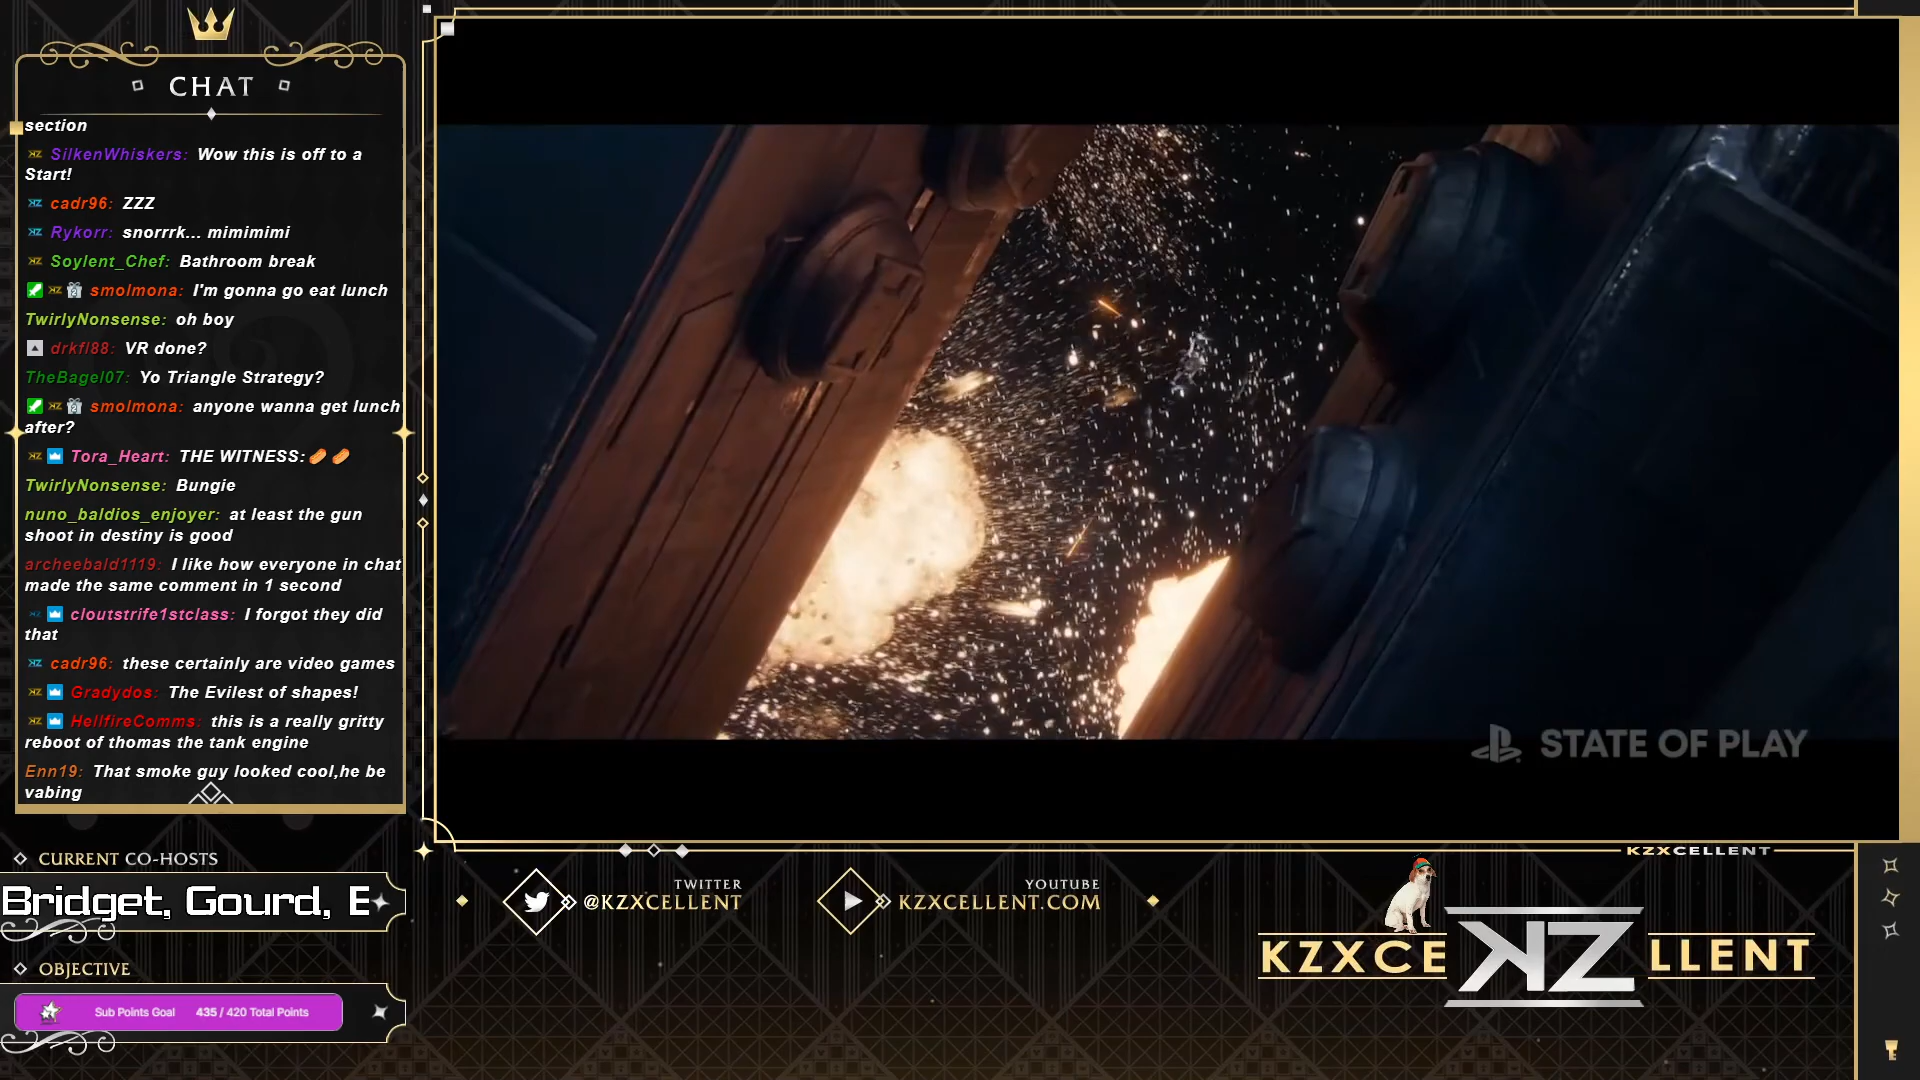 CHAT
section
SilkenWhiskers: Wow this is off to a
Start!
cadr96: ZZZ
Rykorr: snorrrk... mimimimi
Soylent_Chef: Bathroom break
smolmona: I'm gonna go eat lunch
TwirlyNonsense: oh boy
drkfl88: VR done?
TheBagel07: Yo Triangle Strategy?
smolmona: anyone wanna get lunch
after?
Tora_Heart: THE WITNESS:🥜🥜
TwirlyNonsense: Bungie
nuno_baldios_enjoyer: at least the gun
shoot in destiny is good
archeebald1119: I like how everyone in chat
made the same comment in 1 second
cloutstrife1stclass: I forgot they did
that
cadr96: these certainly are video games
Gradydos: The Evilest of shapes!
HellfireComms: this is a really gritty
reboot of thomas the tank engine
Enn19: That smoke guy looked cool,he be
vabing
STATE OF PLAY
CURRENT CO-HOSTS
Bridget, Gourd, E
OBJECTIVE
Sub Points Goal 435 / 420 Total Points
TWITTER
@KZXCELLENT
YOUTUBE
KZXCELLENT.COM
KZXCELLENT
KZXCE KZ LLENT